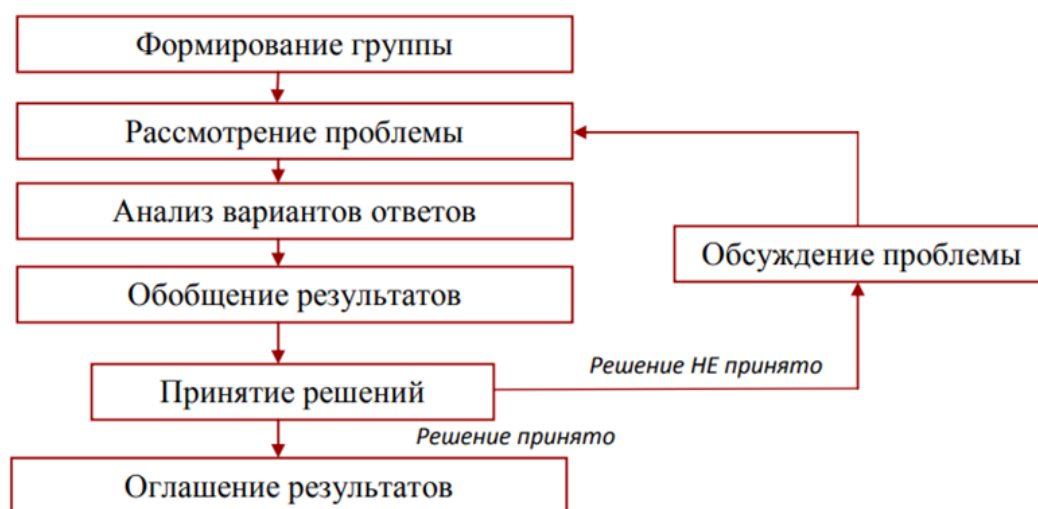 Формирование группы
Рассмотрение проблемы
Анализ вариантов ответов
Обсуждение проблемы
Обобщение результатов
Решение НЕ принято
Принятие решений
Решение принято
Оглашение результатов